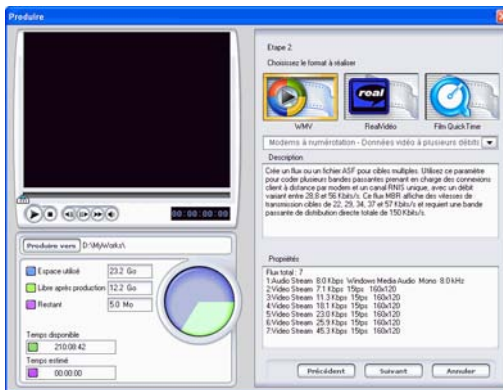 Produire
Etape 2.
Choisissez le format à réaliser
real
WMV
RealVidéo
Film QuickTime
Modems à numérotation - Données vidéo à plusieurs débits
Description
Crée un flux ou un fichier ASF pour cibles multiples. Utilisez ce paramètre
pour coder plusieurs bandes passantes prenant en charge des connexions
client à distance par modem et un canal RNIS unique, avec un débit
variant entre 28,8 et 56 Kbits/s. Ce flux MBR affiche des vitesses de
transmission cibles de 22, 29, 34, 37 et 57 Kbits/s et requiert une bande
passante de distribution directe totale de 150 Kbits/s.
00:00:00:00
Produire vers D:\MyWorks\
Espace utilisé 23.2 Go
Libre après production 12.2 Go
Restant 5.0 Mo
Temps disponible
210:08:42
Temps estimé
00:00:00
Propriétés
Flux total : 7
1:Audio Stream 8.0 Kbps Windows Media Audio Mono 8.0 kHz
2:Video Stream 7.1 Kbps 15fps 160x120
3:Video Stream 11.3 Kbps 15fps 160x120
4:Video Stream 18.1 Kbps 15fps 160x120
5:Video Stream 23.0 Kbps 15fps 160x120
6:Video Stream 25.9 Kbps 15fps 160x120
7:Video Stream 45.3 Kbps 15fps 160x120
Précédent
Suivant
Annuler